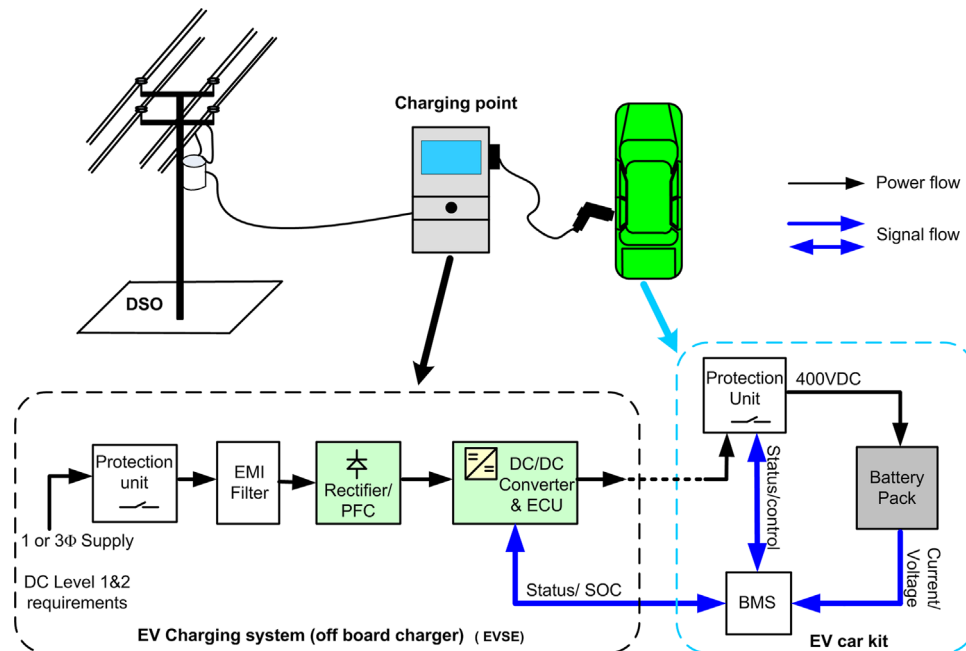 Charging point
Power flow
Signal flow
DSO
Protection
Unit
400VDC
Protection
unit
EMI
Filter
Rectifier/
PFC
DC/DC
Converter
& ECU
Status/control
Battery
Pack
1 or 3Φ Supply
DC Level 1&2
requirements
Status/ SOC
BMS
Current/
Voltage
EV Charging system (off board charger) ( EVSE)
EV car kit